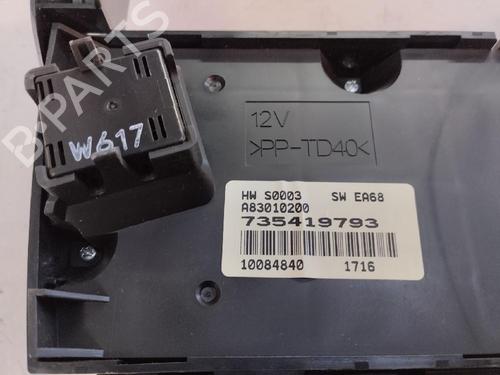 B-PARTS
W617
12V
>PP-TD40<
HW S0003 SW EA68
A83010200
735419793
10084840 1716